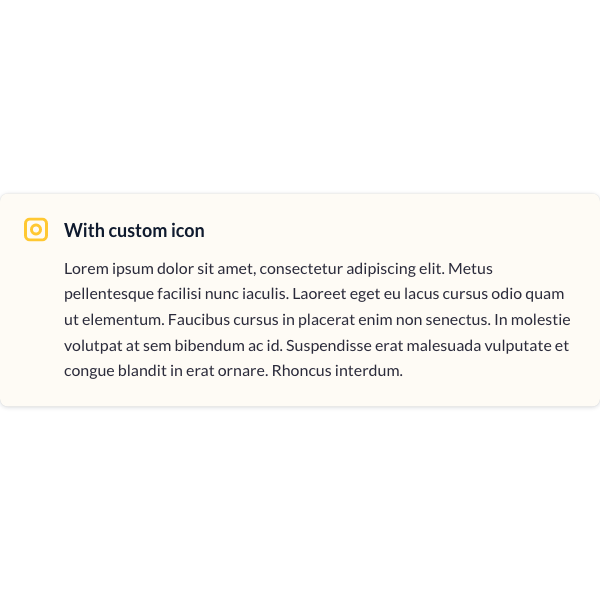 With custom icon
Lorem ipsum dolor sit amet, consectetur adipiscing elit. Metus
pellentesque facilisi nunc iaculis. Laoreet eget eu lacus cursus odio quam
ut elementum. Faucibus cursus in placerat enim non senectus. In molestie
volutpat at sem bibendum ac id. Suspendisse erat malesuada vulputate et
congue blandit in erat ornare. Rhoncus interdum.